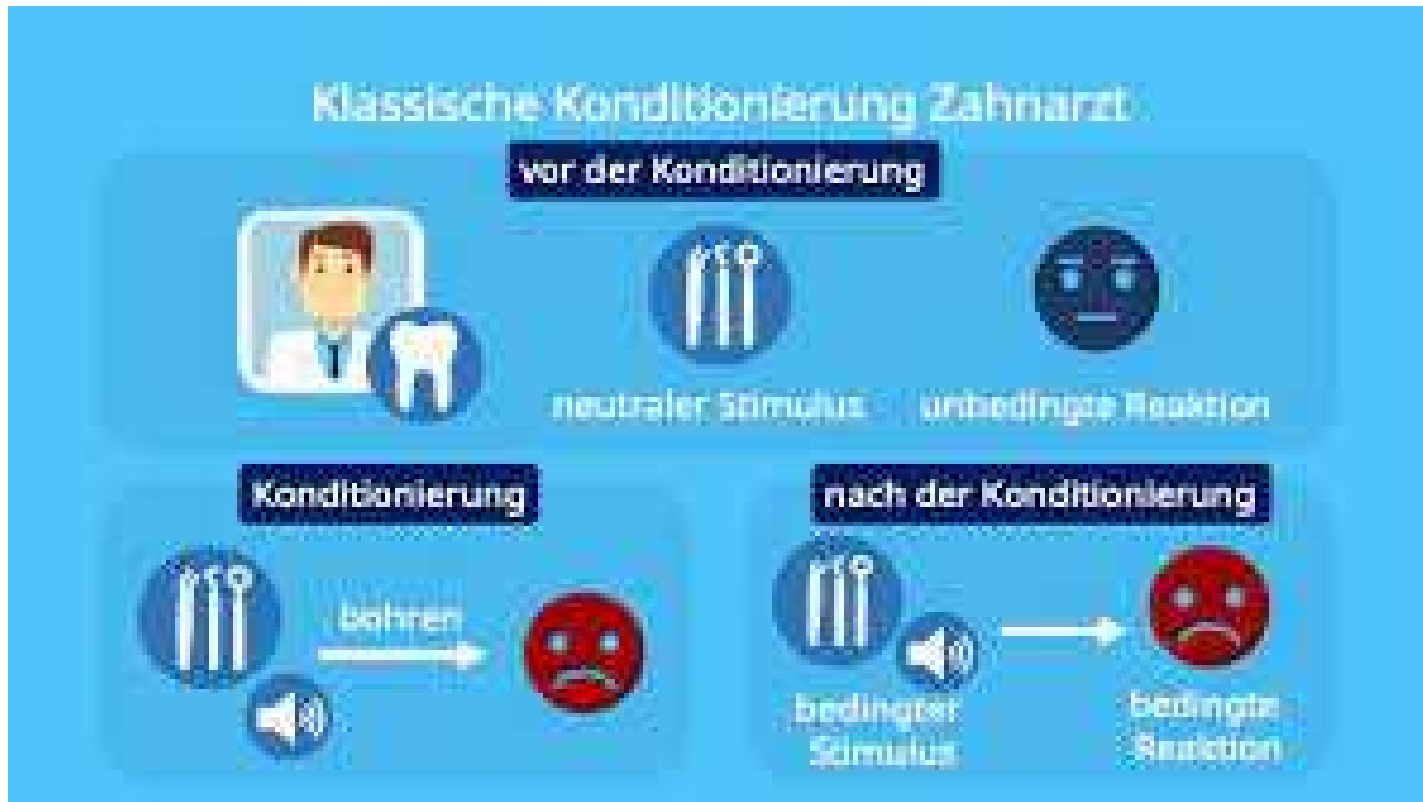 Klassische Konditionierung Zahnarzt
vor der Konditionierung
neutraler Stimulus
unbedingte Reaktion
Konditionierung
bohren
nach der Konditionierung
bedingter
Stimulus
bedingte
Reaktion